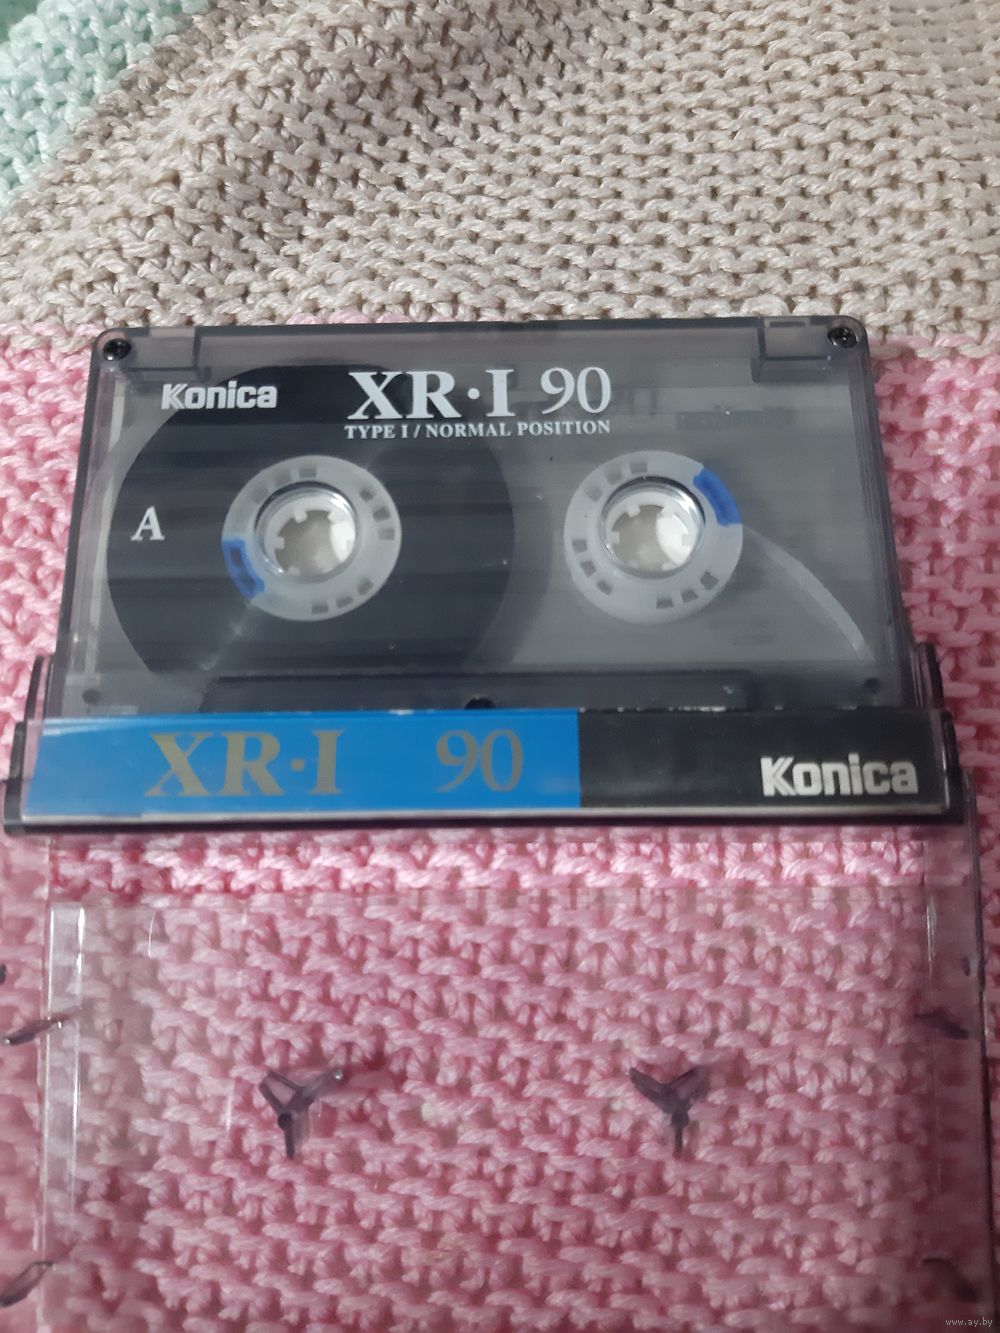 Konica
XR·I 90
TYPE I / NORMAL POSITION
A
XR·I 90
Konica
www.ay.by